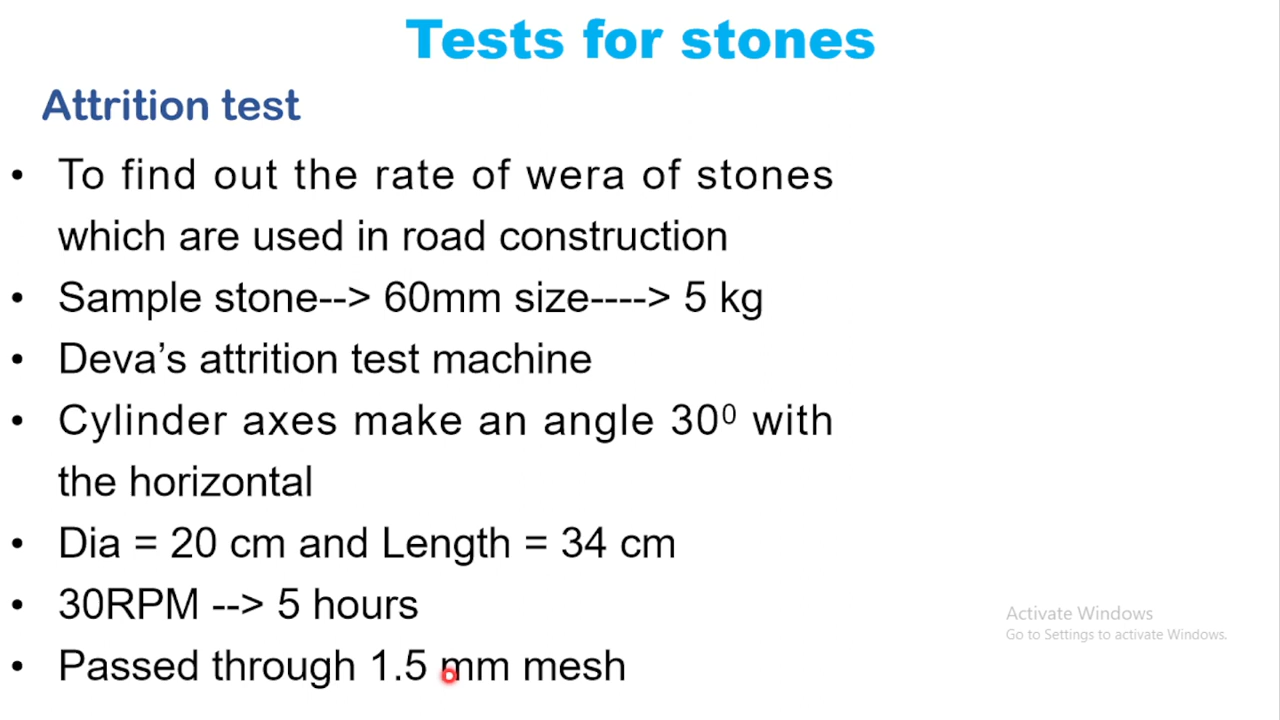 Tests for stones
Attrition test
• To find out the rate of wera of stones
which are used in road construction
• Sample stone--> 60mm size----> 5 kg
• Deva’s attrition test machine
• Cylinder axes make an angle 30⁰ with
the horizontal
• Dia = 20 cm and Length = 34 cm
• 30RPM --> 5 hours
• Passed through 1.5 mm mesh
Activate Windows
Go to Settings to activate Windows.